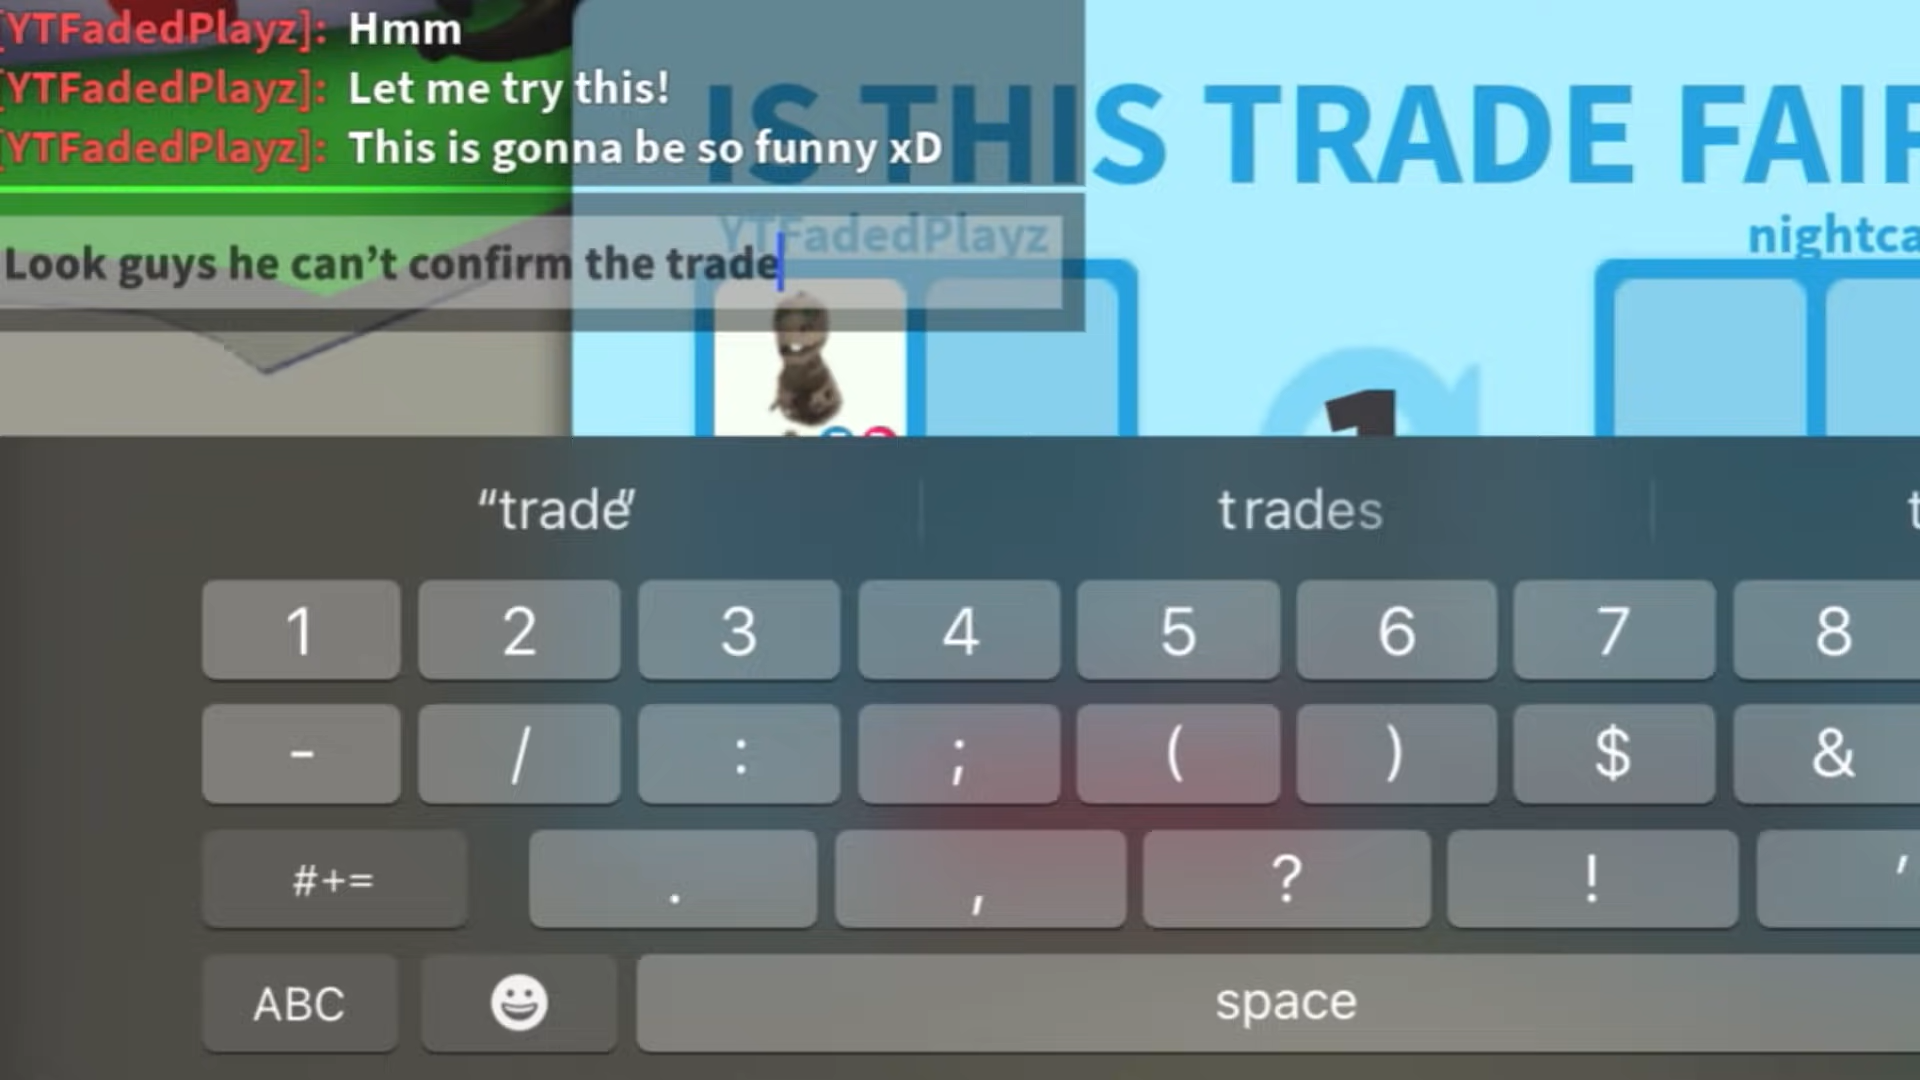 [YTFadedPlayz]: Hmm
[YTFadedPlayz]: Let me try this!
[YTFadedPlayz]: This is gonna be so funny xD
IS THIS TRADE FAIR
YTFadedPlayz
nightca
Look guys he can’t confirm the trade
1
“trade”
trades
t
1 2 3 4 5 6 7 8
- / : ; ( ) $ &
#+= . , ? ! ’
ABC space